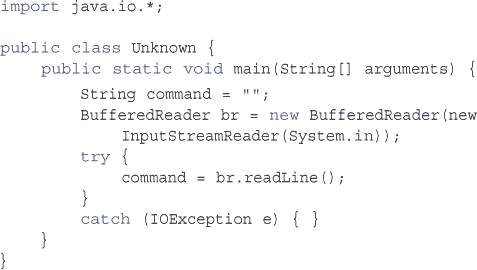 import java.io.*;
public class Unknown {
public static void main(String[] arguments) {
String command = "";
BufferedReader br = new BufferedReader(new
InputStreamReader(System.in));
try {
command = br.readLine();
}
catch (IOException e) { }
}
}